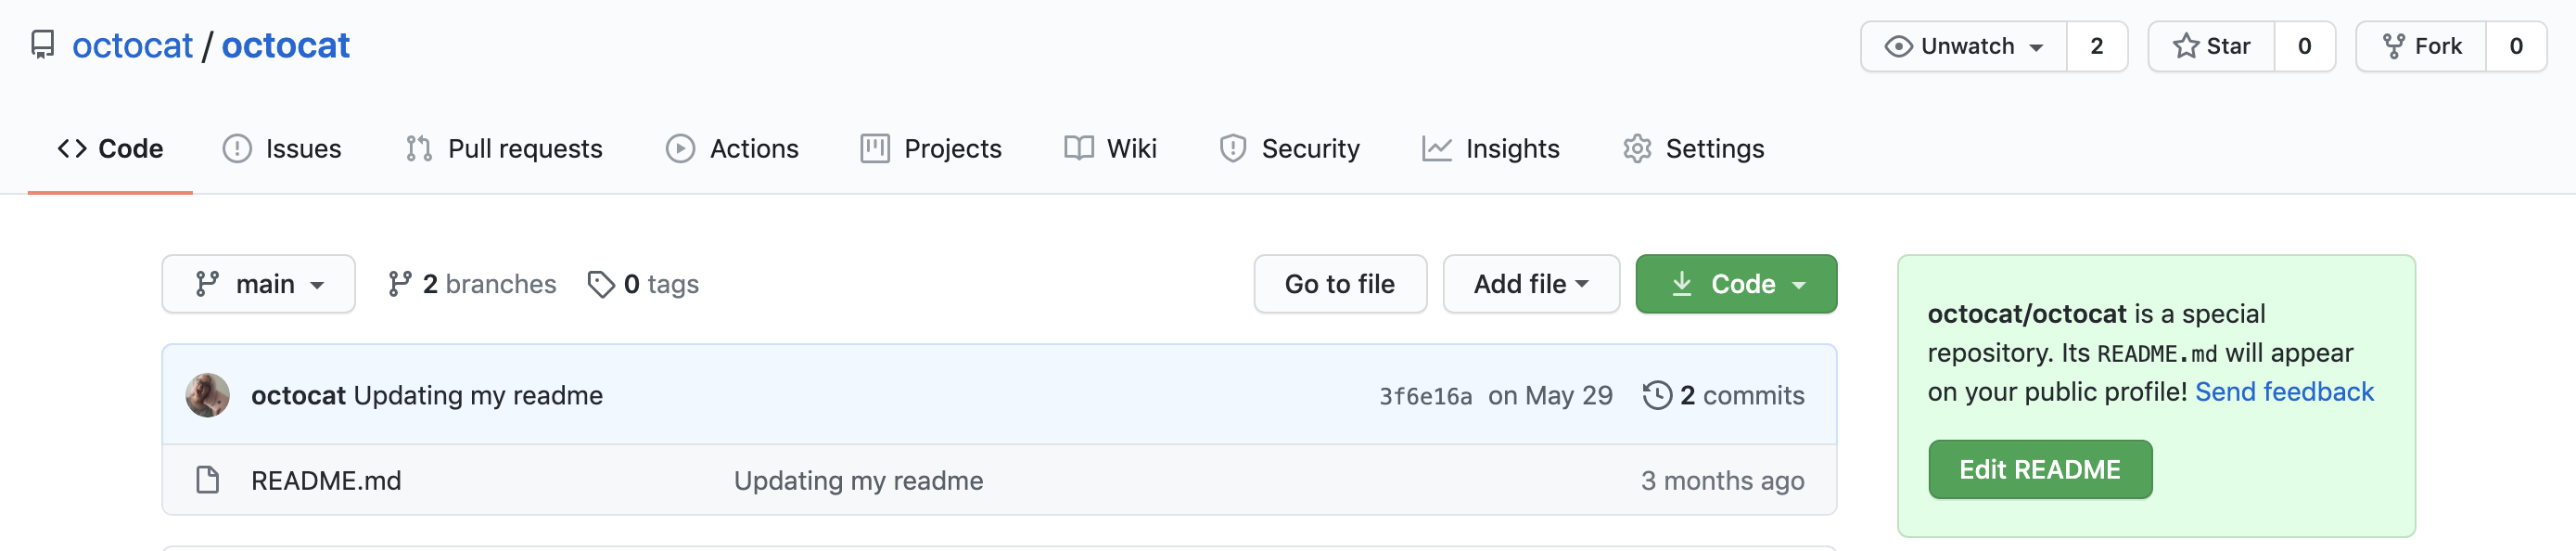 octocat / octocat
Unwatch 2 Star 0 Fork 0
Code Issues Pull requests Actions Projects Wiki Security Insights Settings
main 2 branches 0 tags Go to file Add file Code
octocat Updating my readme 3f6e16a on May 29 2 commits
README.md Updating my readme 3 months ago
octocat/octocat is a special
repository. Its README.md will appear
on your public profile! Send feedback
Edit README